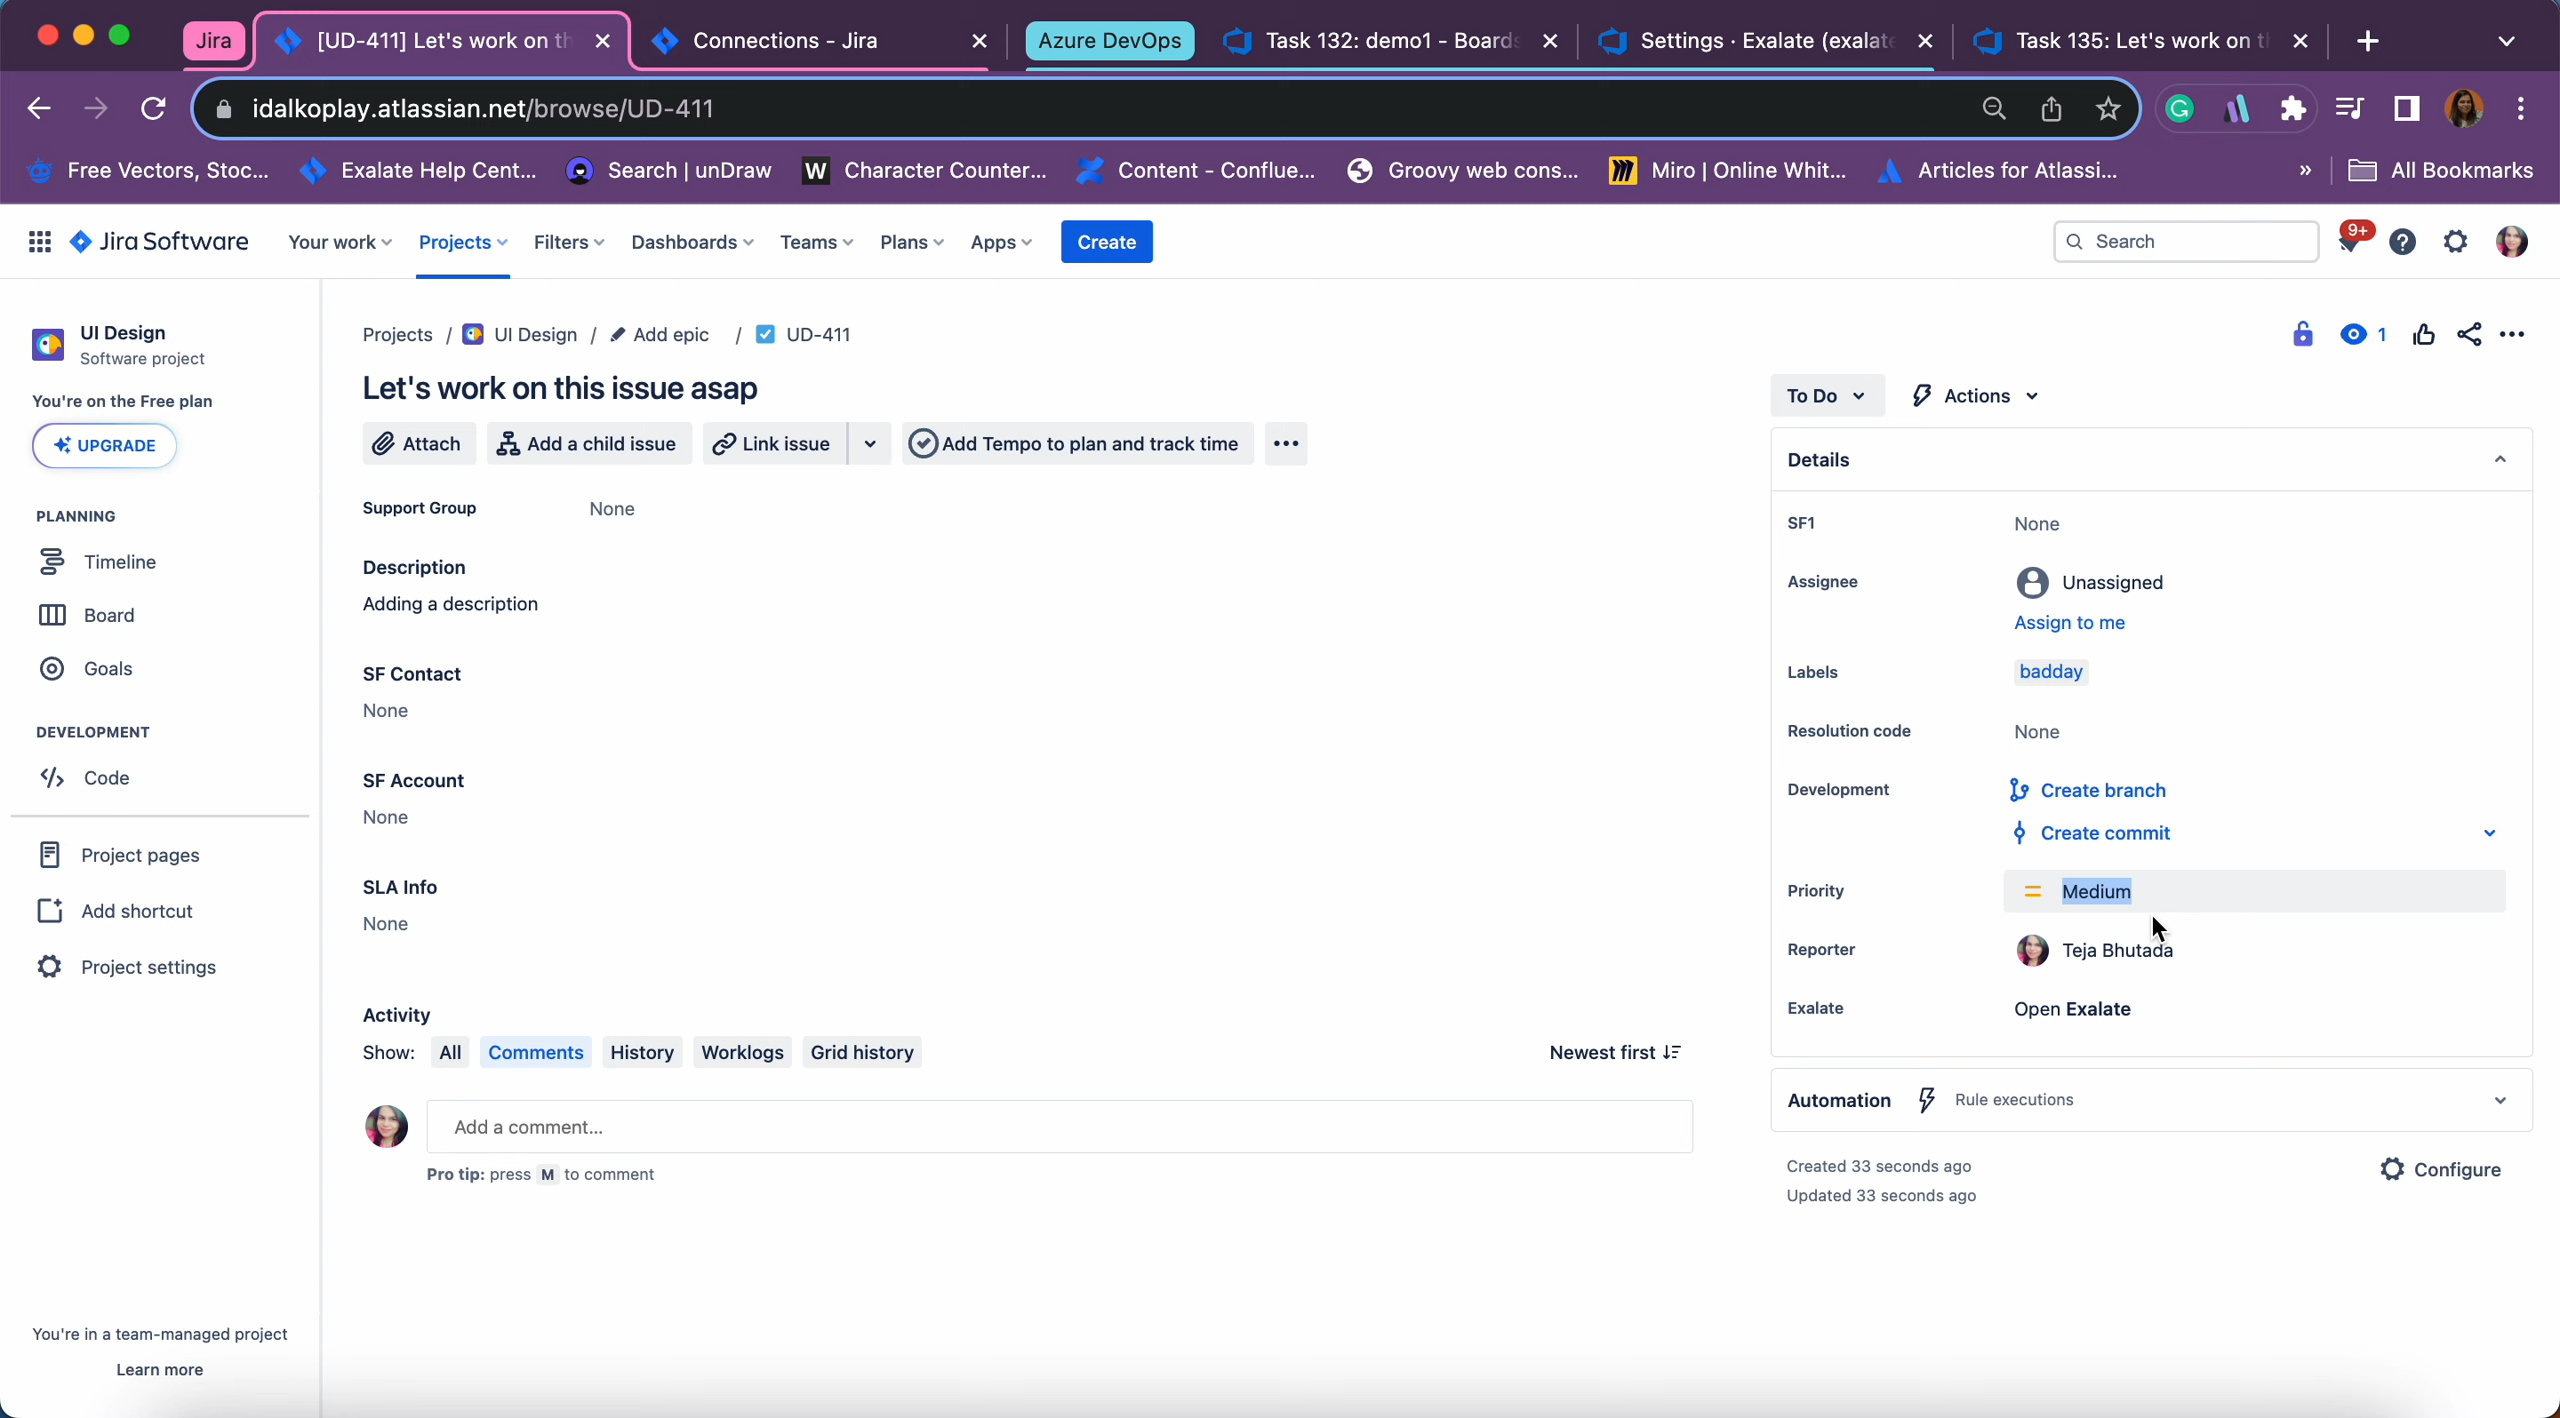 Jira
[UD-411] Let's work on th
Connections - Jira
Azure DevOps
Task 132: demo1 - Boards
Settings · Exalate (exalate
Task 135: Let's work on th
idalkoplay.atlassian.net/browse/UD-411
Free Vectors, Stoc...
Exalate Help Cent...
Search | unDraw
W Character Counter...
Content - Conflue...
Groovy web cons...
Miro | Online Whit...
Articles for Atlassi...
»
All Bookmarks
Jira Software
Your work
Projects
Filters
Dashboards
Teams
Plans
Apps
Create
Search
9+
UI Design
Software project
You're on the Free plan
UPGRADE
PLANNING
Timeline
Board
Goals
DEVELOPMENT
Code
Project pages
Add shortcut
Project settings
You're in a team-managed project
Learn more
Projects / UI Design / Add epic / UD-411
1
Let's work on this issue asap
Attach
Add a child issue
Link issue
Add Tempo to plan and track time
Support Group None
Description
Adding a description
SF Contact
None
SF Account
None
SLA Info
None
Activity
Show: All Comments History Worklogs Grid history
Newest first
Add a comment...
Pro tip: press M to comment
To Do
Actions
Details
SF1 None
Assignee Unassigned
Assign to me
Labels badday
Resolution code None
Development Create branch
Create commit
Priority Medium
Reporter Teja Bhutada
Exalate Open Exalate
Automation Rule executions
Created 33 seconds ago
Updated 33 seconds ago
Configure